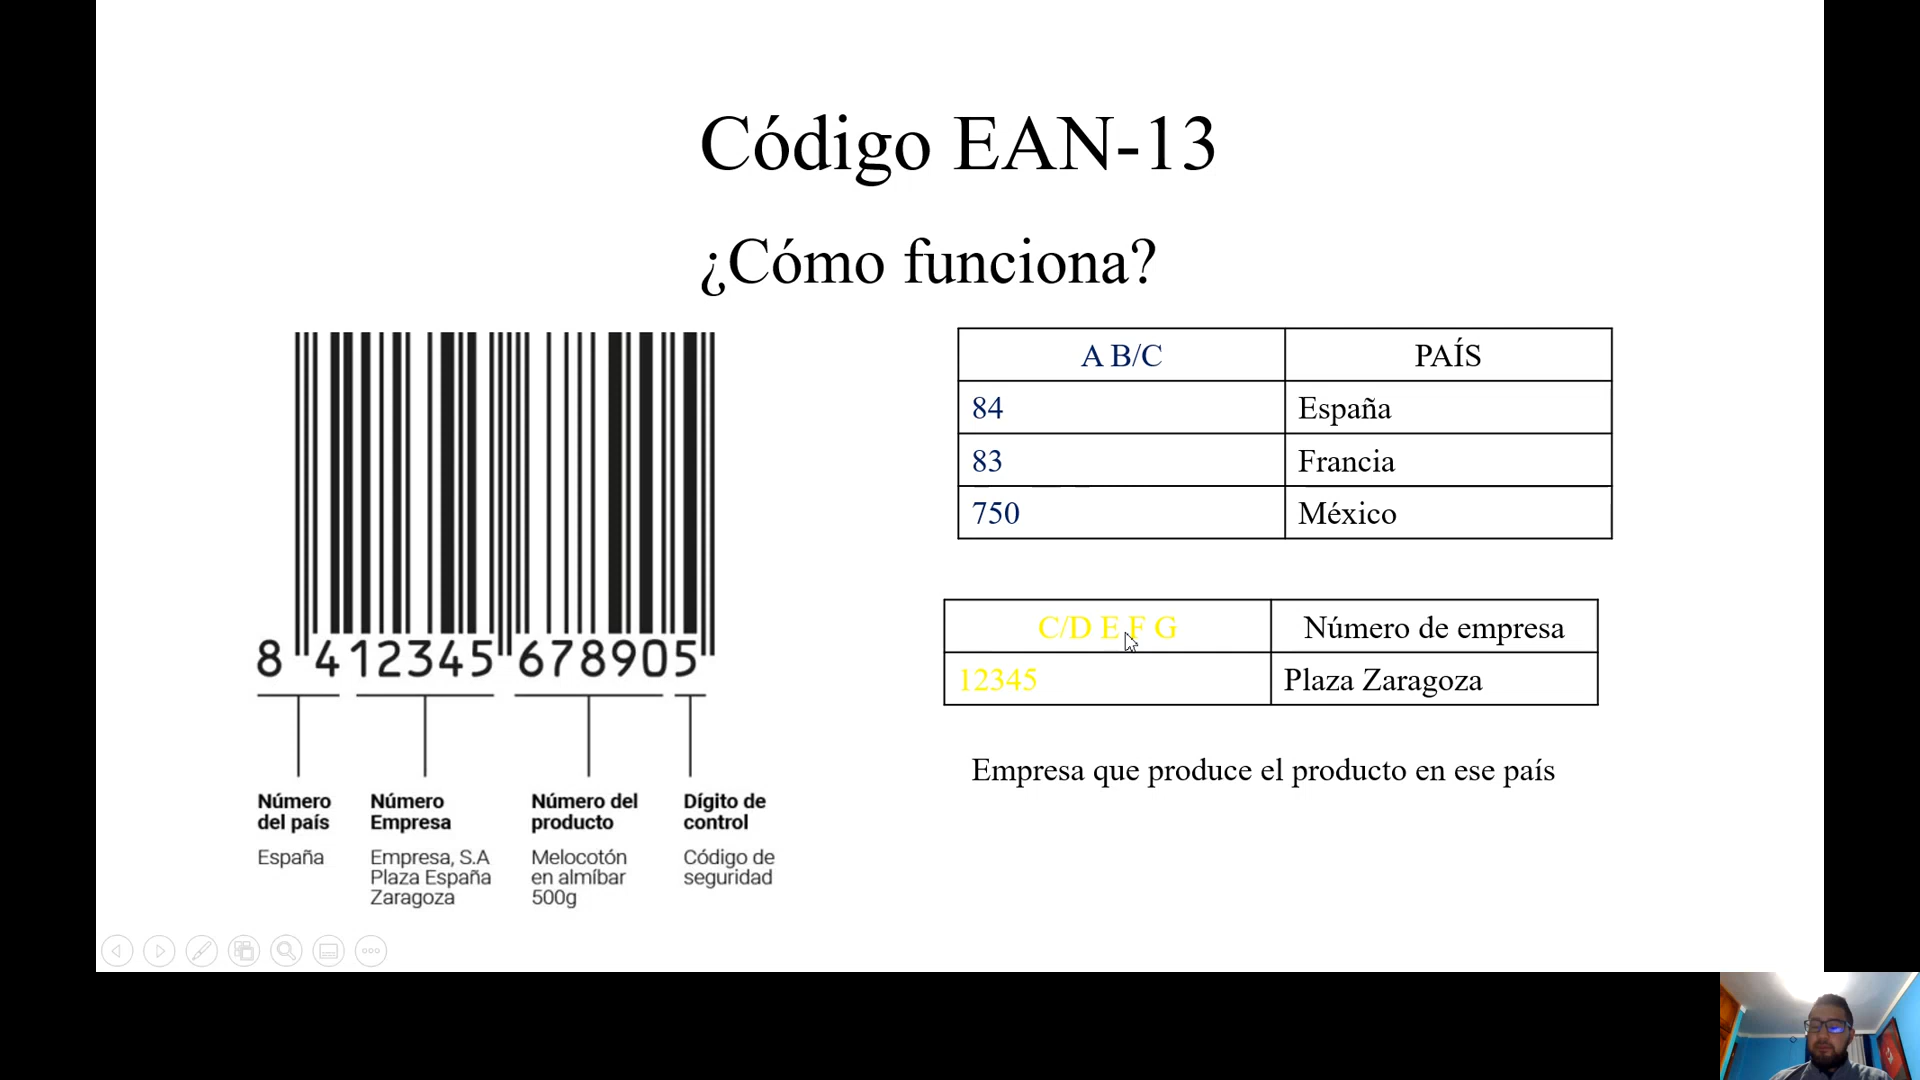 Código EAN-13
¿Cómo funciona?
8 412345 678905
Número
del país
España
Número
Empresa
Empresa, S.A
Plaza España
Zaragoza
Número del
producto
Melocotón
en almíbar
500g
Dígito de
control
Código de
seguridad
A B/C PAÍS
84 España
83 Francia
750 México
C/D E F G Número de empresa
12345 Plaza Zaragoza
Empresa que produce el producto en ese país